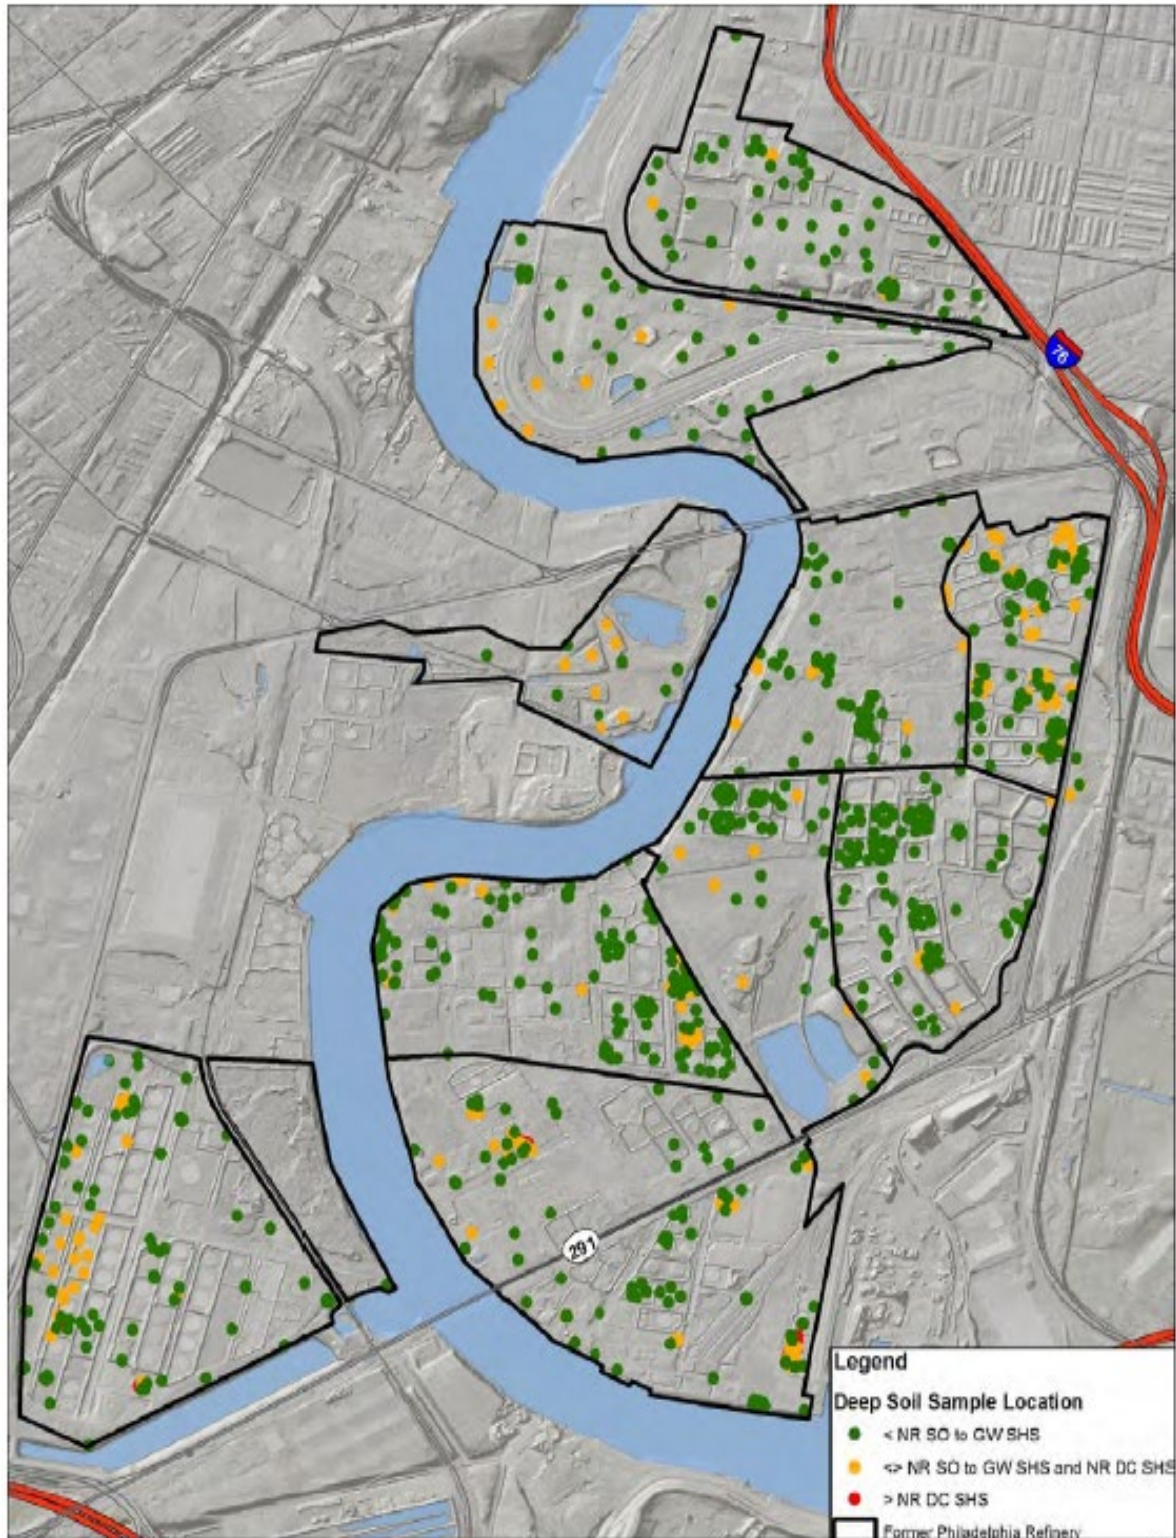 76
291
Legend
Deep Soil Sample Location
< NR SO to GW SHS
<> NR SO to GW SHS and NR DC SHS
> NR DC SHS
Former Philadelphia Refinery